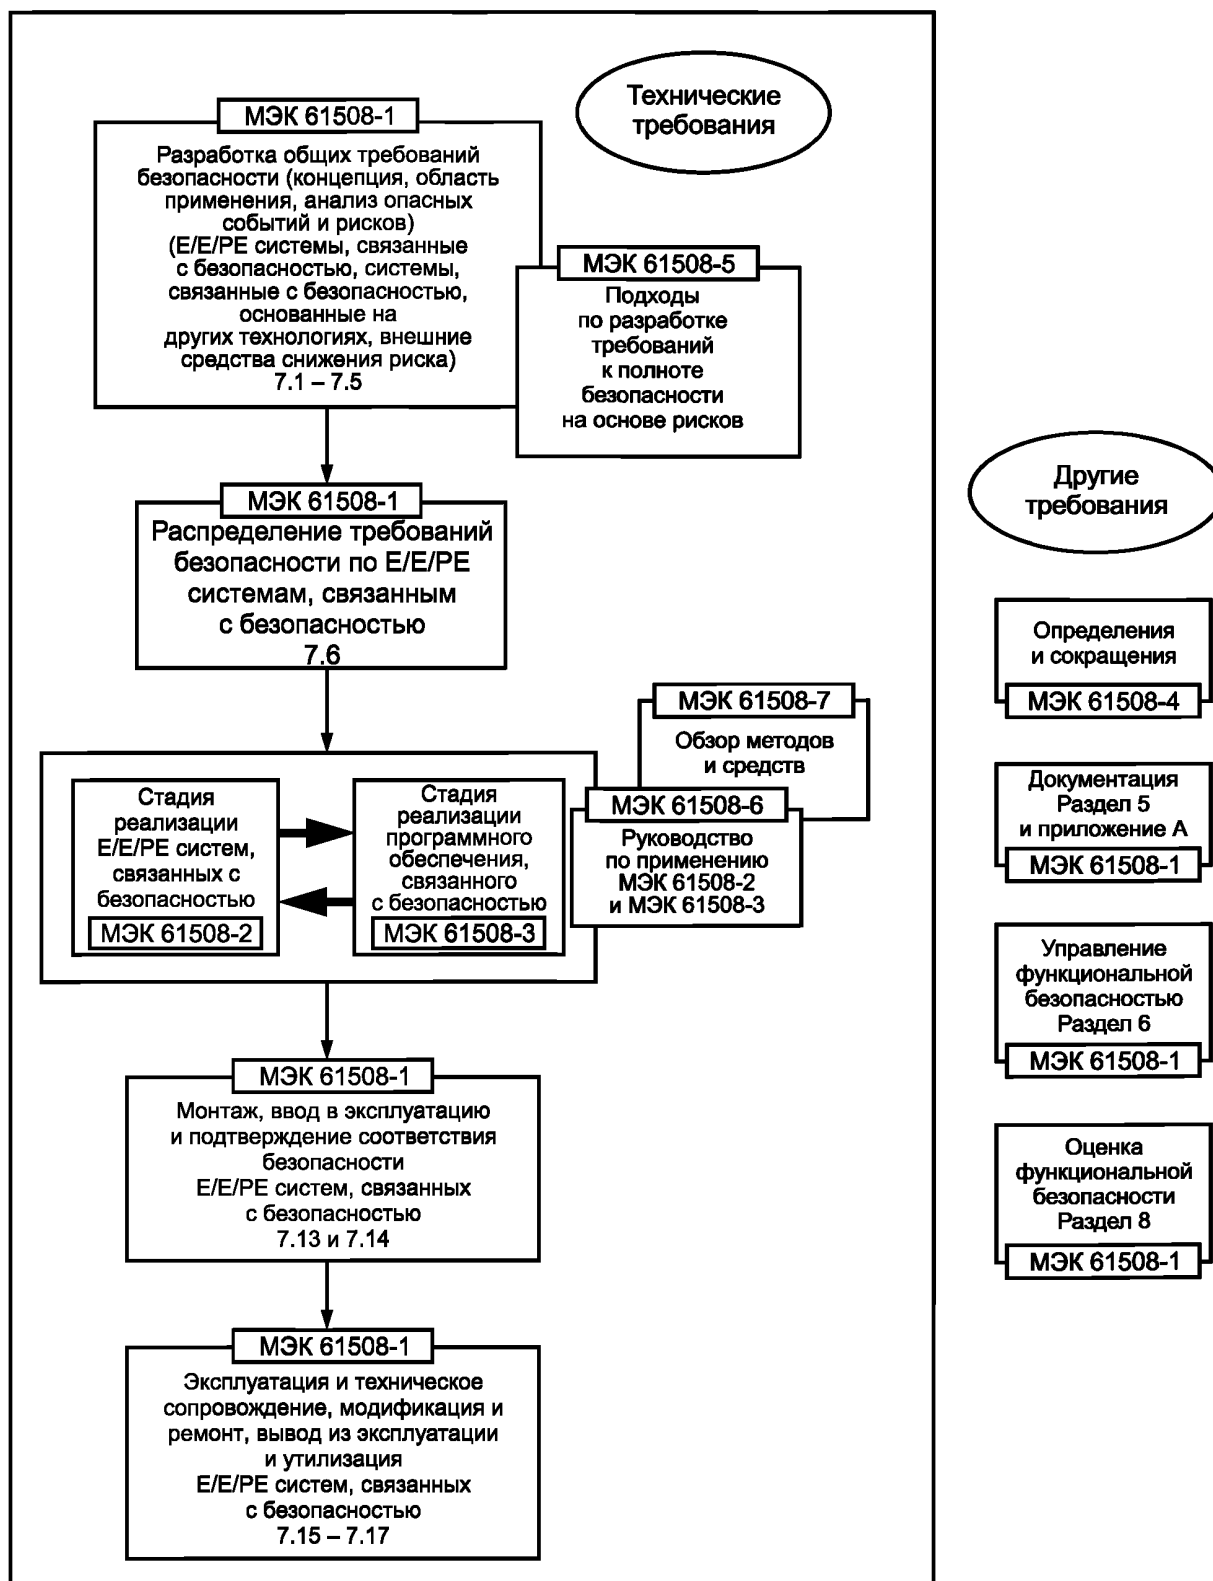 Технические
требования
МЭК 61508-1
Разработка общих требований
безопасности (концепция, область
применения, анализ опасных
событий и рисков)
(Е/Е/РЕ системы, связанные
с безопасностью, системы,
связанные с безопасностью,
основанные на
других технологиях, внешние
средства снижения риска)
7.1 – 7.5
МЭК 61508-5
Подходы
по разработке
требований
к полноте
безопасности
на основе рисков
МЭК 61508-1
Распределение требований
безопасности по Е/Е/РЕ
системам, связанным
с безопасностью
7.6
МЭК 61508-7
Обзор методов
и средств
МЭК 61508-6
Руководство
по применению
МЭК 61508-2
и МЭК 61508-3
Стадия
реализации
Е/Е/РЕ систем,
связанных с
безопасностью
МЭК 61508-2
Стадия
реализации
программного
обеспечения,
связанного
с безопасностью
МЭК 61508-3
МЭК 61508-1
Монтаж, ввод в эксплуатацию
и подтверждение соответствия
безопасности
Е/Е/РЕ систем, связанных
с безопасностью
7.13 и 7.14
МЭК 61508-1
Эксплуатация и техническое
сопровождение, модификация и
ремонт, вывод из эксплуатации
и утилизация
Е/Е/РЕ систем, связанных
с безопасностью
7.15 – 7.17
Другие
требования
Определения
и сокращения
МЭК 61508-4
Документация
Раздел 5
и приложение А
МЭК 61508-1
Управление
функциональной
безопасностью
Раздел 6
МЭК 61508-1
Оценка
функциональной
безопасности
Раздел 8
МЭК 61508-1